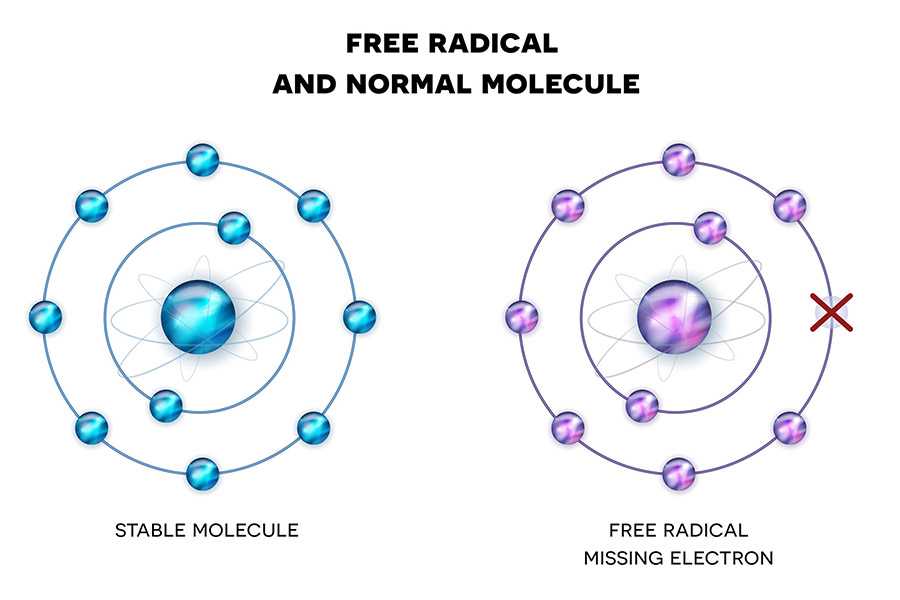 FREE RADICAL
AND NORMAL MOLECULE
STABLE MOLECULE
FREE RADICAL
MISSING ELECTRON